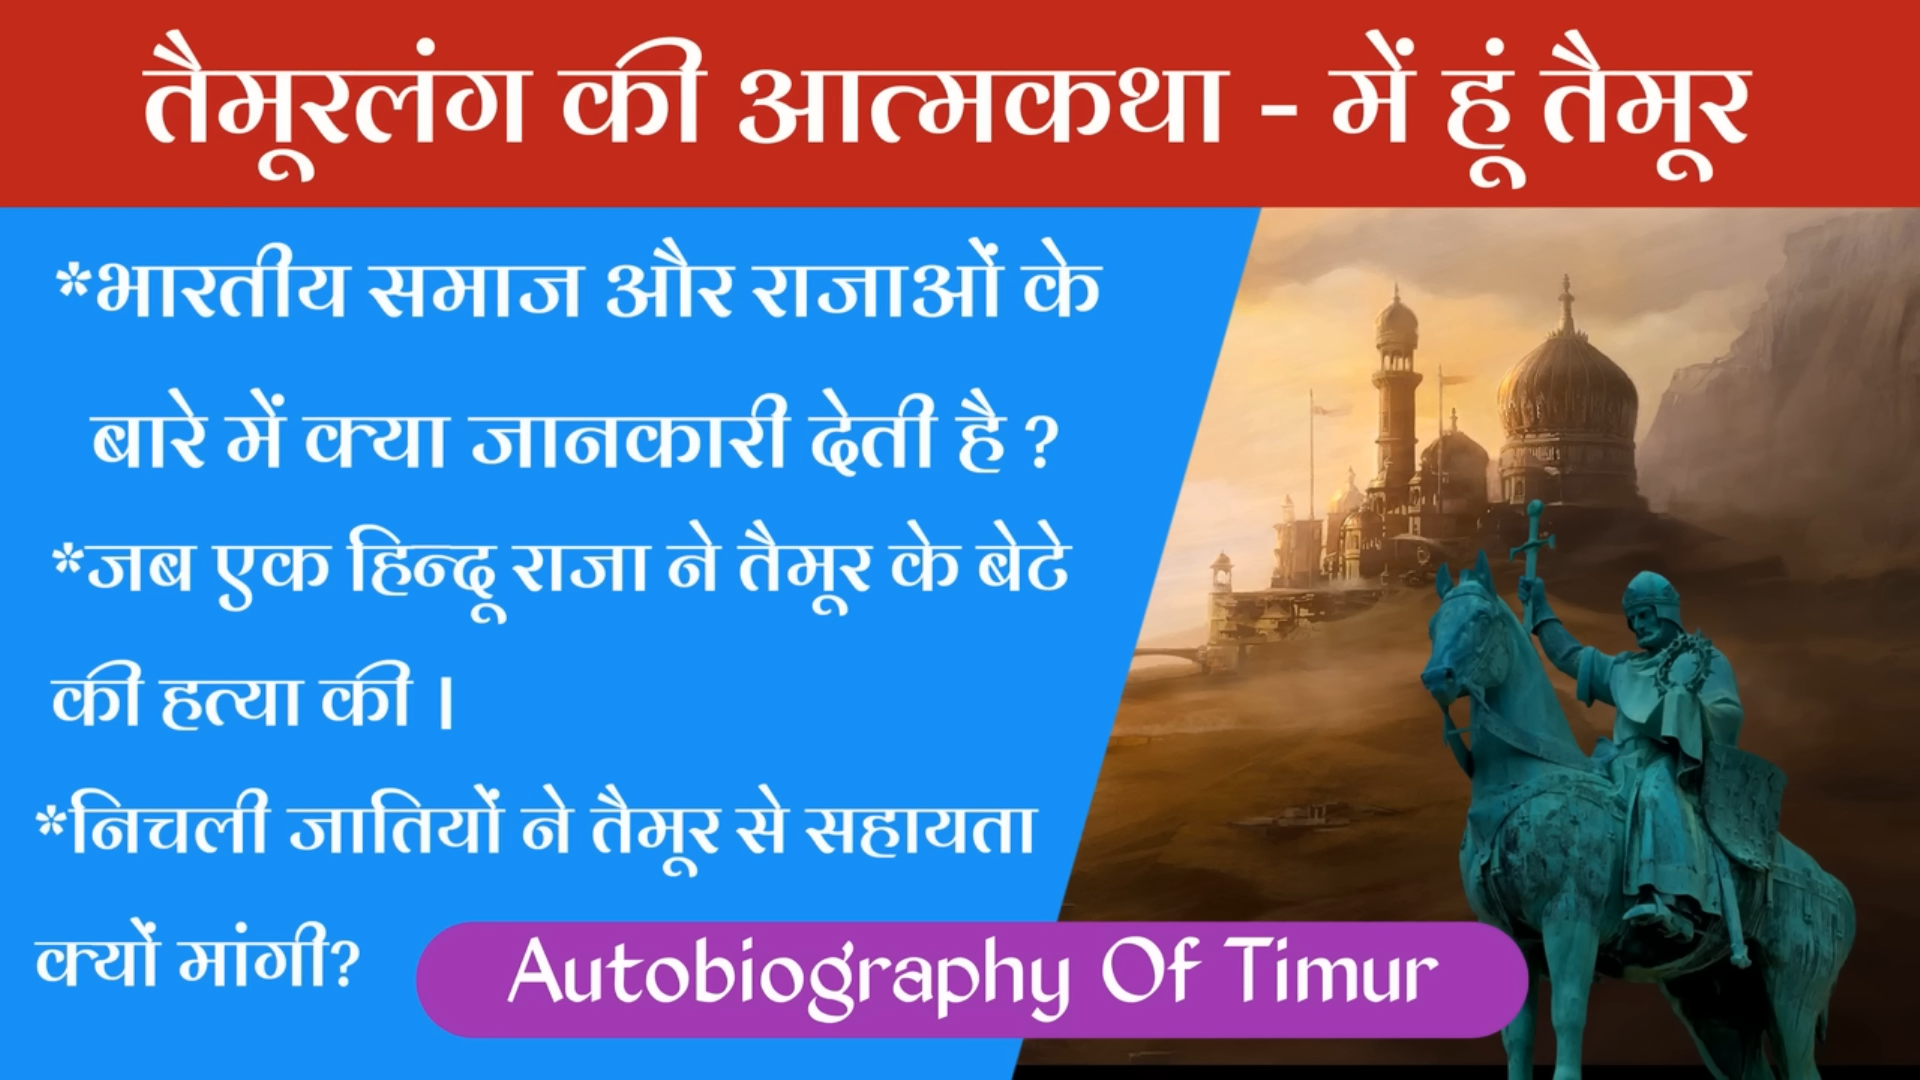 तैमूरलंग की आत्मकथा - में हूं तैमूर
*भारतीय समाज और राजाओं के
बारे में क्या जानकारी देती है ?
*जब एक हिन्दू राजा ने तैमूर के बेटे
की हत्या की ।
*निचली जातियों ने तैमूर से सहायता
क्यों मांगी?
Autobiography Of Timur